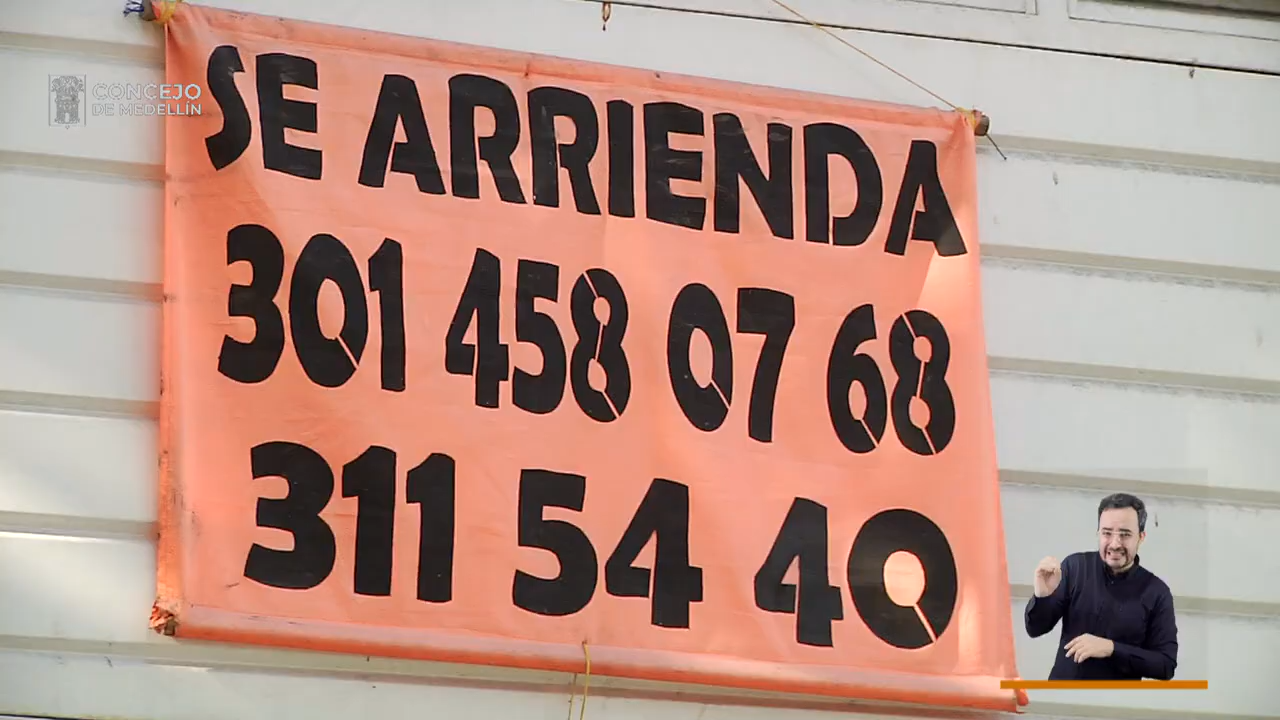 CONCEJO
DE MEDELLÍN
SE ARRIENDA
301 458 07 68
311 54 40